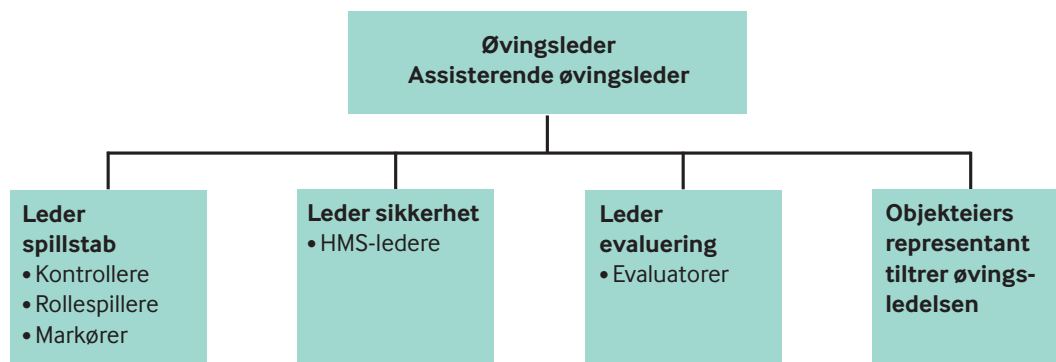 Øvingsleder
Assisterende øvingsleder
Leder
spillstab
• Kontrollere
• Rollespillere
• Markører
Leder sikkerhet
• HMS-ledere
Leder
evaluering
• Evaluatorer
Objekteiers
representant
tiltrer øvings-
ledelsen